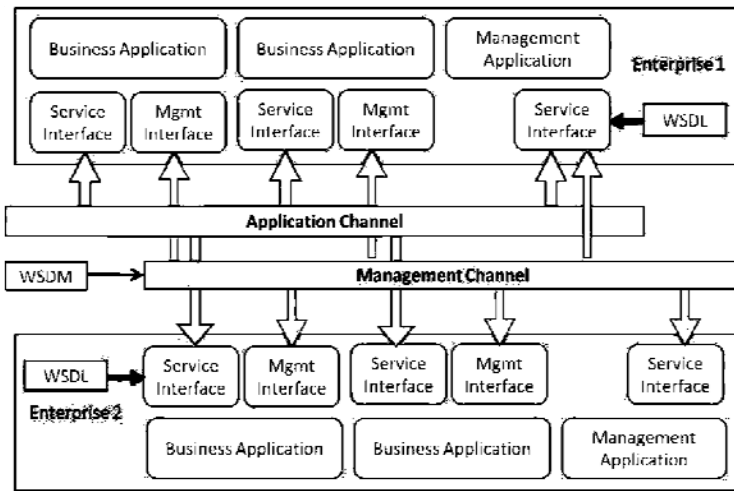 Business Application
Business Application
Management
Application
Enterprise 1
Service
Interface
Mgmt
Interface
Service
Interface
Mgmt
Interface
Service
Interface
WSDL
Application Channel
WSDM
Management Channel
WSDL
Service
Interface
Mgmt
Interface
Service
Interface
Mgmt
Interface
Service
Interface
Enterprise 2
Business Application
Business Application
Management
Application